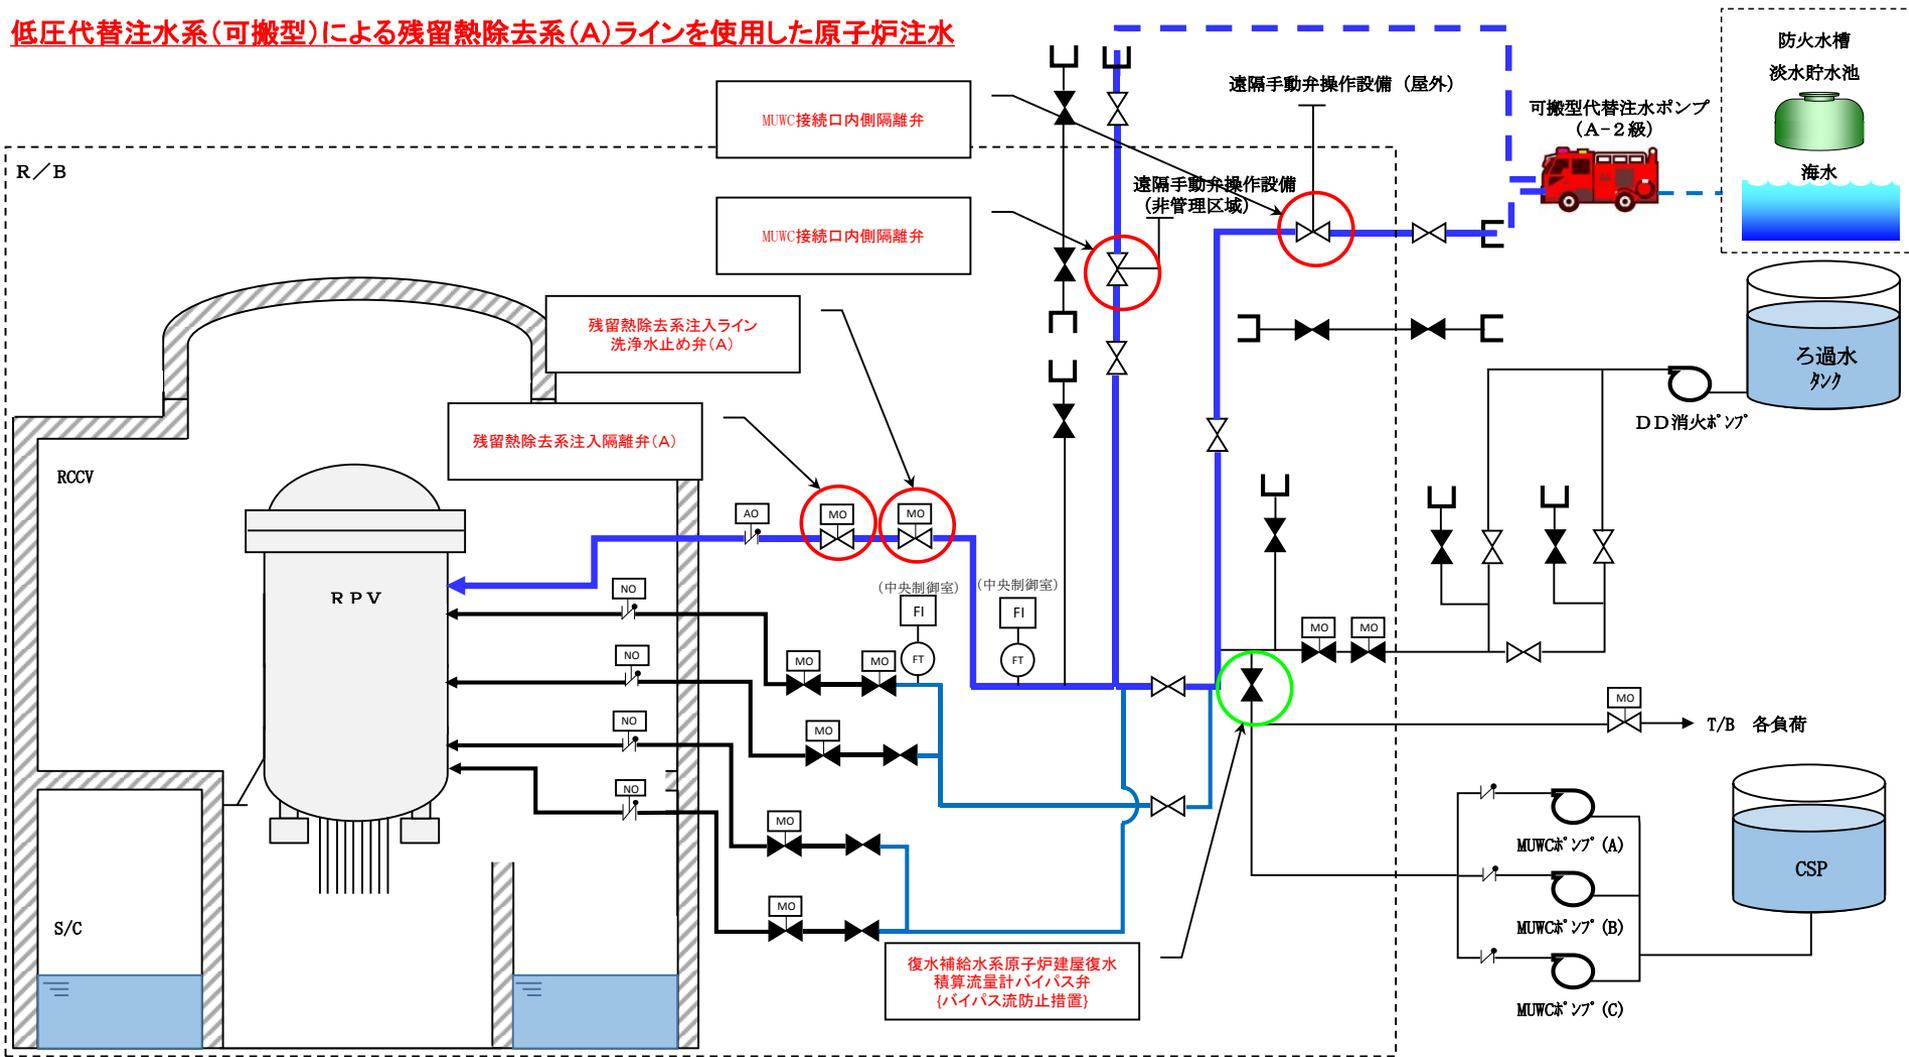 低圧代替注水系(可搬型)による残留熱除去系(A)ラインを使用した原子炉注水
防火水槽
淡水貯水池
海水
遠隔手動弁操作設備（屋外）
可搬型代替注水ポンプ
（A-２級）
MUWC接続口内側隔離弁
R／B
遠隔手動弁操作設備
（非管理区域）
MUWC接続口内側隔離弁
残留熱除去系注入ライン
洗浄水止め弁(A)
ろ過水
ﾀﾝｸ
DD消火ﾎﾟﾝﾌﾟ
残留熱除去系注入隔離弁(A)
RCCV
AO
MO
MO
RPV
(中央制御室)
(中央制御室)
NO
FI
FI
MO
MO
NO
MO
MO
FT
FT
MO
T/B　各負荷
NO
MO
NO
MO
MUWCﾎﾟﾝﾌﾟ(A)
CSP
MO
MUWCﾎﾟﾝﾌﾟ(B)
S/C
復水補給水系原子炉建屋復水
積算流量計バイパス弁
{バイパス流防止措置}
MUWCﾎﾟﾝﾌﾟ(C)